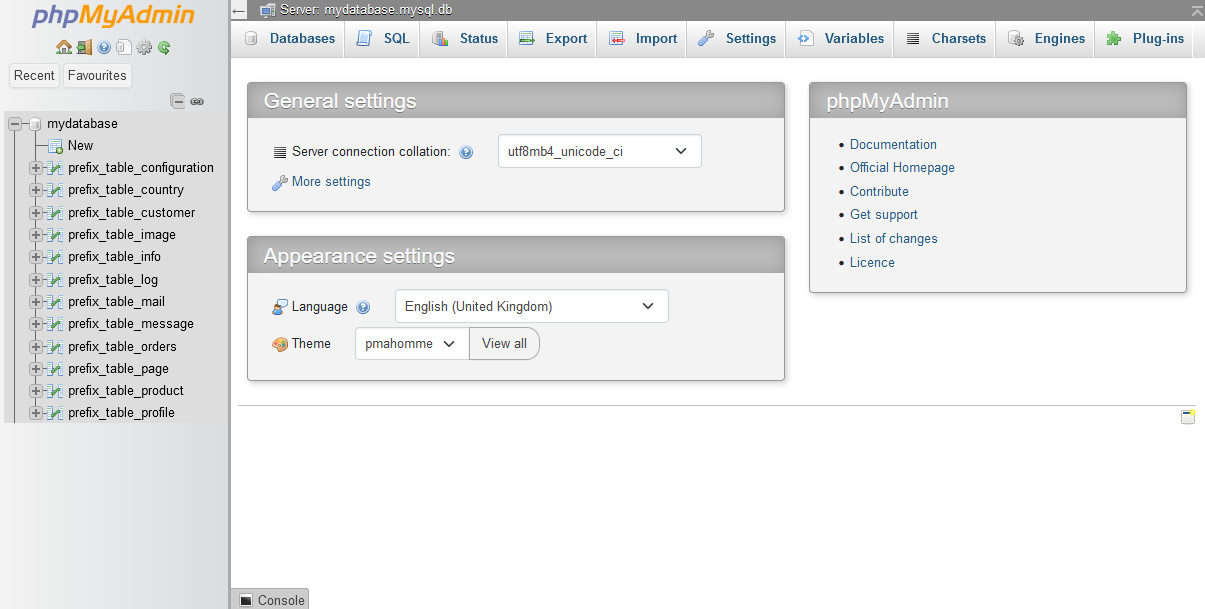 phpMyAdmin
Recent Favourites
mydatabase
New
prefix_table_configuration
prefix_table_country
prefix_table_customer
prefix_table_image
prefix_table_info
prefix_table_log
prefix_table_mail
prefix_table_message
prefix_table_orders
prefix_table_page
prefix_table_product
prefix_table_profile
Server: mydatabase.mysql.db
Databases SQL Status Export Import Settings Variables Charsets Engines Plug-ins
General settings
Server connection collation: utf8mb4_unicode_ci
More settings
Appearance settings
Language English (United Kingdom)
Theme pmahomme View all
phpMyAdmin
Documentation
Official Homepage
Contribute
Get support
List of changes
Licence
Console